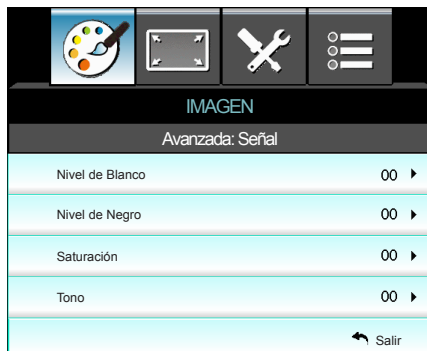 IMAGEN
Avanzada: Señal
Nivel de Blanco 00
Nivel de Negro 00
Saturación 00
Tono 00
Salir